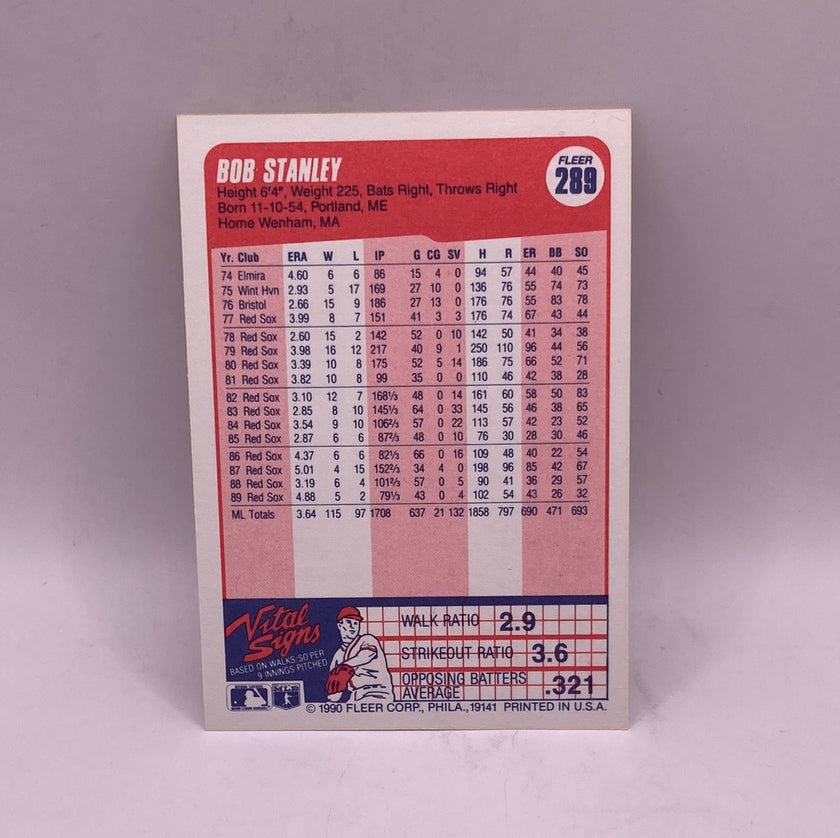 BOB STANLEY
Height 6'4", Weight 225, Bats Right, Throws Right
Born 11-10-54, Portland, ME
Home Wenham, MA
FLEER
289
Yr. Club ERA W L IP G CG SV H R ER BB SO
74 Elmira 4.60 6 6 86 15 4 0 94 57 44 40 45
75 Wint Hvn 2.93 5 17 169 27 10 0 136 76 55 74 73
76 Bristol 2.66 15 9 186 27 13 0 176 76 55 83 78
77 Red Sox 3.99 8 7 151 41 3 3 176 74 67 43 44
78 Red Sox 2.60 15 2 142 52 0 10 142 50 41 34 38
79 Red Sox 3.98 16 12 217 40 9 1 250 110 96 44 56
80 Red Sox 3.39 10 8 175 52 5 14 186 75 66 52 71
81 Red Sox 3.82 10 8 99 35 0 0 110 46 42 38 28
82 Red Sox 3.10 12 7 168⅓ 48 0 14 161 60 58 50 83
83 Red Sox 2.85 8 10 145⅓ 64 0 33 145 56 46 38 65
84 Red Sox 3.54 9 10 106⅔ 57 0 22 113 57 42 23 52
85 Red Sox 2.87 6 6 87⅔ 48 0 10 76 30 28 30 46
86 Red Sox 4.37 6 6 82⅓ 66 0 16 109 48 40 22 54
87 Red Sox 5.01 4 15 152⅔ 34 4 0 198 96 85 42 67
88 Red Sox 3.19 6 4 101⅔ 57 0 5 90 41 36 29 57
89 Red Sox 4.88 5 2 79⅓ 43 0 4 102 54 43 26 32
ML Totals 3.64 115 97 1708 637 21 132 1858 797 690 471 693
Vital
Signs
BASED ON WALKS/SO PER
9 INNINGS PITCHED
WALK RATIO 2.9
STRIKEOUT RATIO 3.6
OPPOSING BATTERS
AVERAGE .321
© 1990 FLEER CORP., PHILA., 19141 PRINTED IN U.S.A.